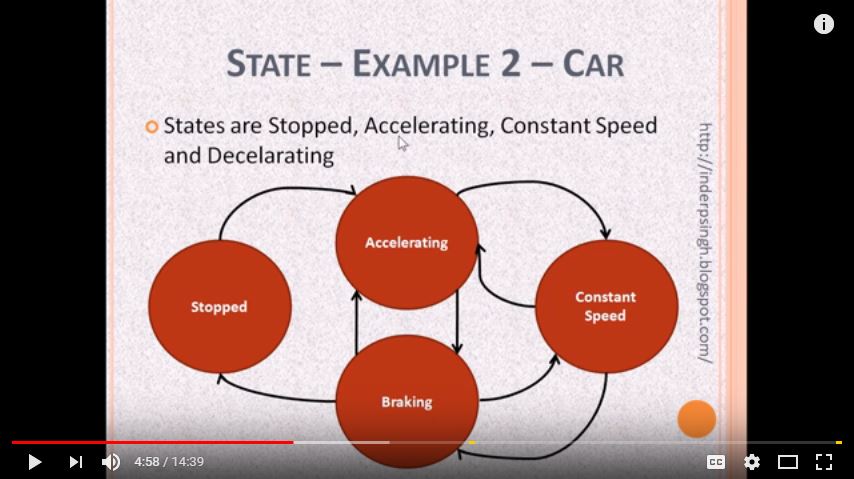 STATE – EXAMPLE 2 – CAR
States are Stopped, Accelerating, Constant Speed
and Decelarating
http://inderpsingh.blogspot.com/
Accelerating
Stopped
Constant
Speed
Braking
4:58 / 14:39
CC